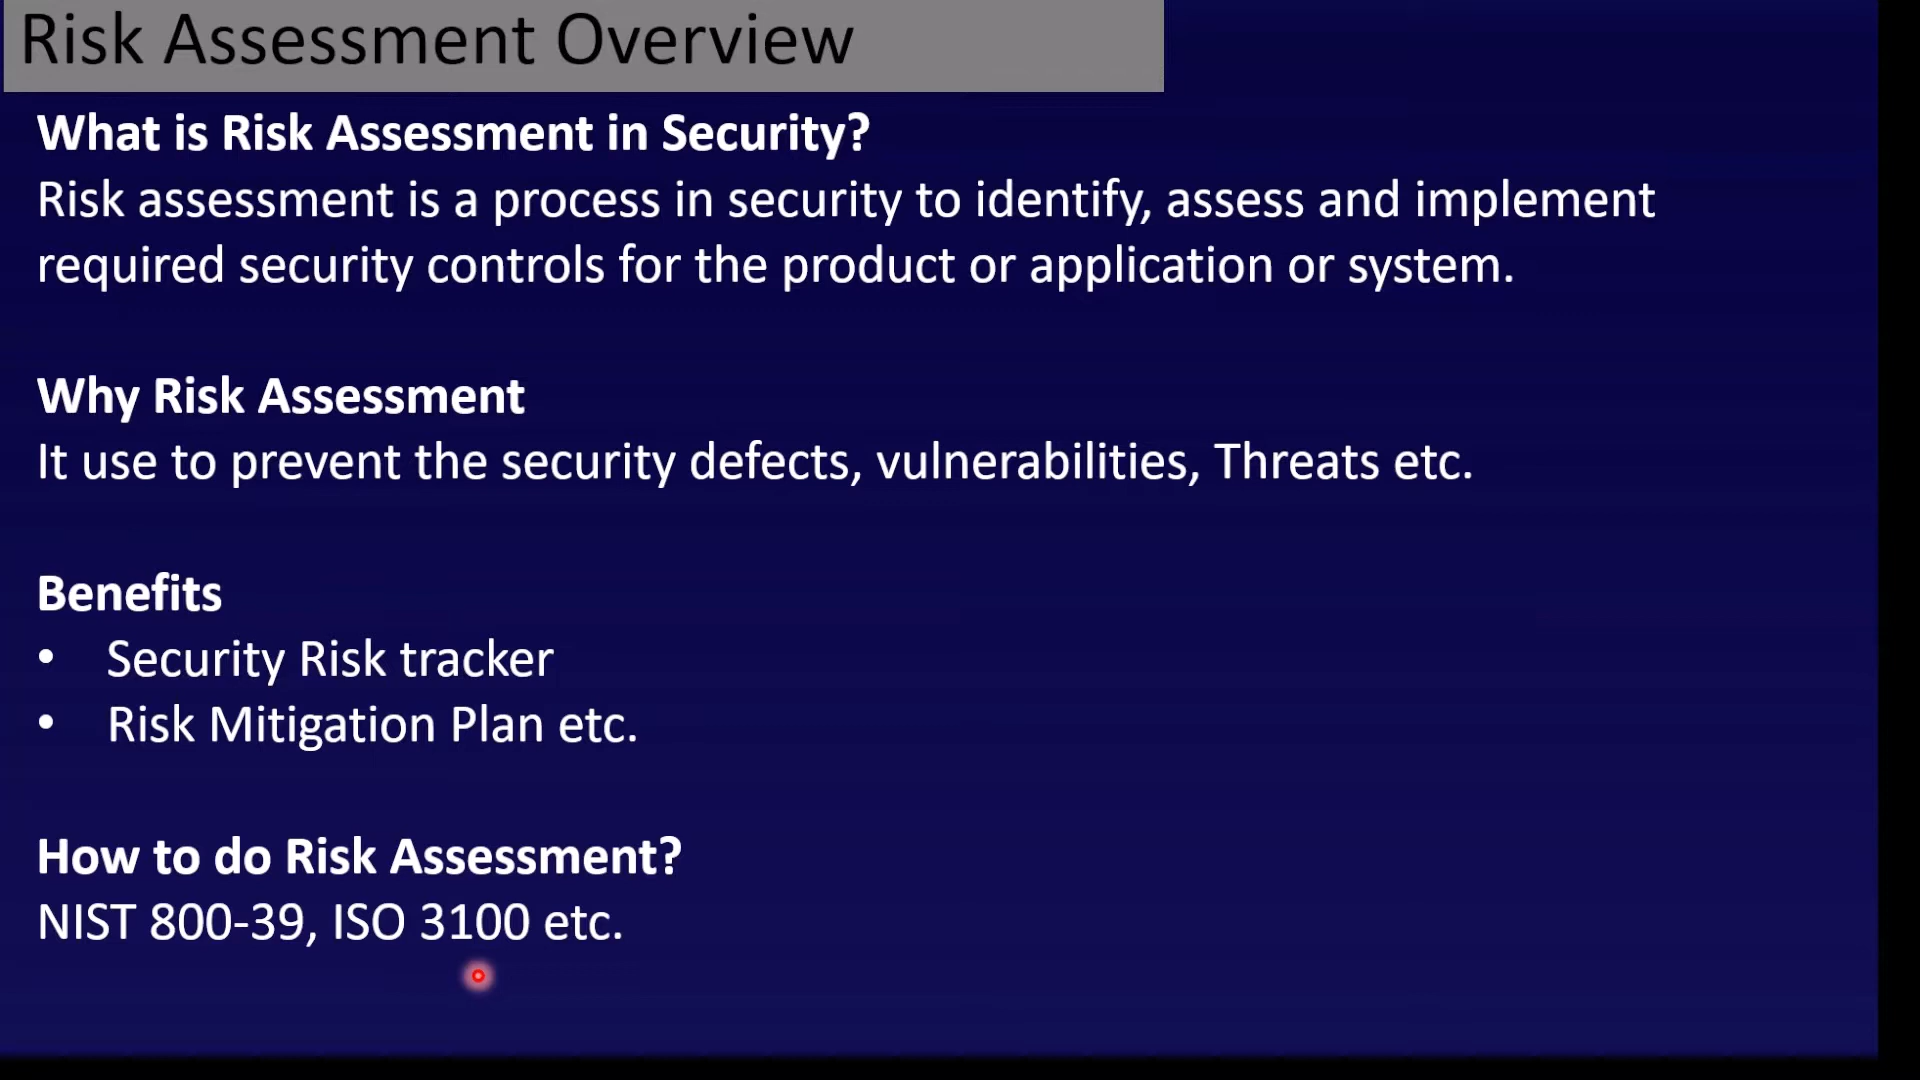 Risk Assessment Overview
What is Risk Assessment in Security?
Risk assessment is a process in security to identify, assess and implement
required security controls for the product or application or system.
Why Risk Assessment
It use to prevent the security defects, vulnerabilities, Threats etc.
Benefits
• Security Risk tracker
• Risk Mitigation Plan etc.
How to do Risk Assessment?
NIST 800-39, ISO 3100 etc.